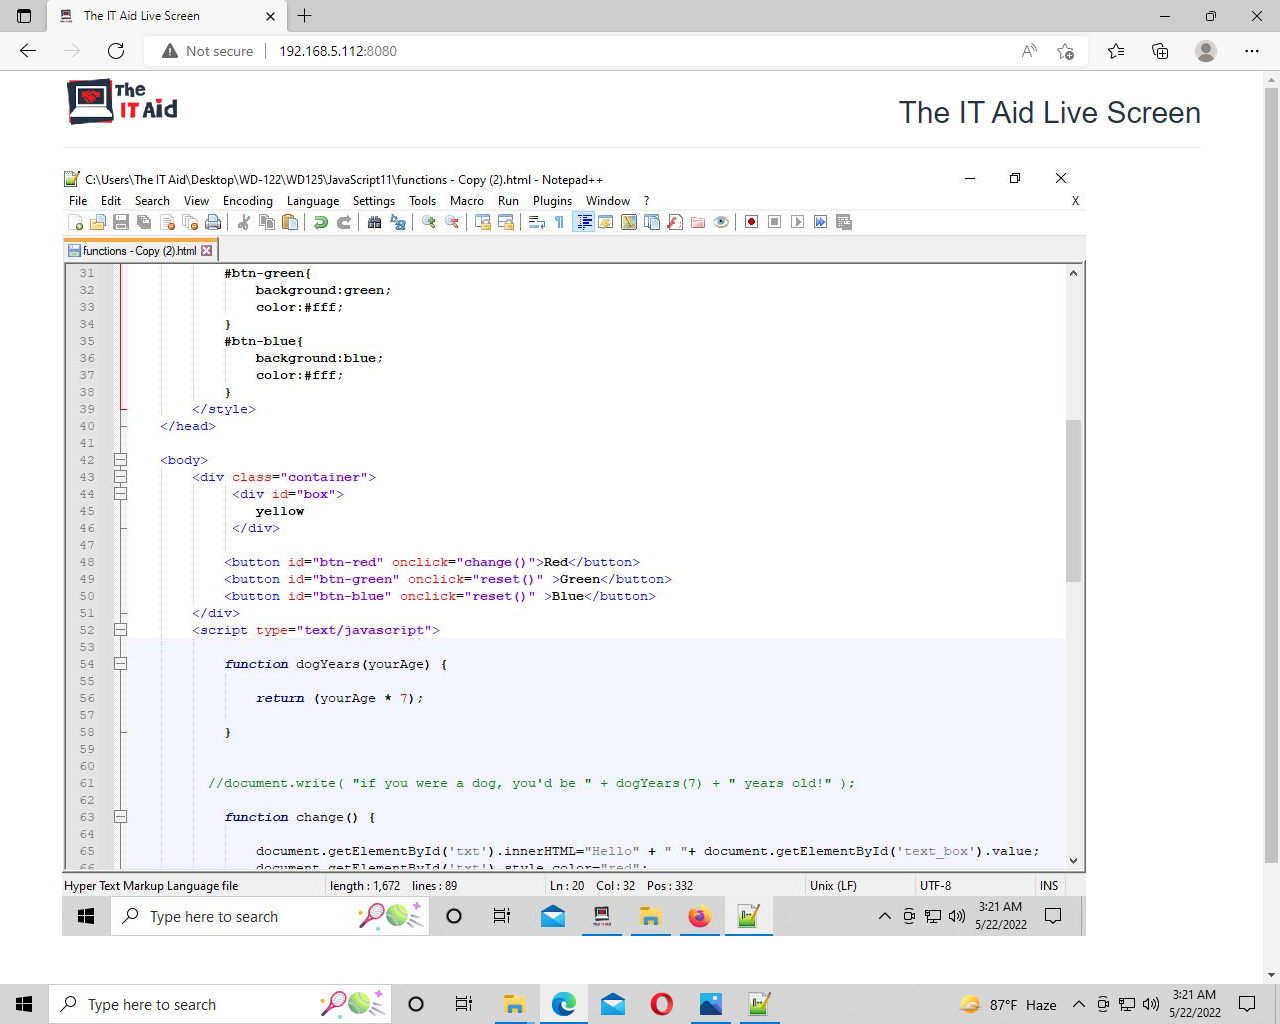 The IT Aid Live Screen
Not secure
192.168.5.112:8080
The
IT Aid
The IT Aid Live Screen
C:\Users\The IT Aid\Desktop\WD-122\WD125\JavaScript11\functions - Copy (2).html - Notepad++
File Edit Search View Encoding Language Settings Tools Macro Run Plugins Window ? X
functions - Copy (2).html
31 #btn-green{
32 background:green;
33 color:#fff;
34 }
35 #btn-blue{
36 background:blue;
37 color:#fff;
38 }
39 </style>
40 </head>
41
42 <body>
43 <div class="container">
44 <div id="box">
45 yellow
46 </div>
47
48 <button id="btn-red" onclick="change()">Red</button>
49 <button id="btn-green" onclick="reset()" >Green</button>
50 <button id="btn-blue" onclick="reset()" >Blue</button>
51 </div>
52 <script type="text/javascript">
53
54 function dogYears(yourAge) {
55
56 return (yourAge * 7);
57
58 }
59
60
61 //document.write( "if you were a dog, you'd be " + dogYears(7) + " years old!" );
62
63 function change() {
64
65 document.getElementById('txt').innerHTML="Hello" + " "+ document.getElementById('text_box').value;
66 document.getElementById('txt').style.color="red";
Hyper Text Markup Language file length : 1,672 lines : 89 Ln : 20 Col : 32 Pos : 332 Unix (LF) UTF-8 INS
Type here to search
3:21 AM
5/22/2022
Type here to search
87°F Haze
3:21 AM
5/22/2022